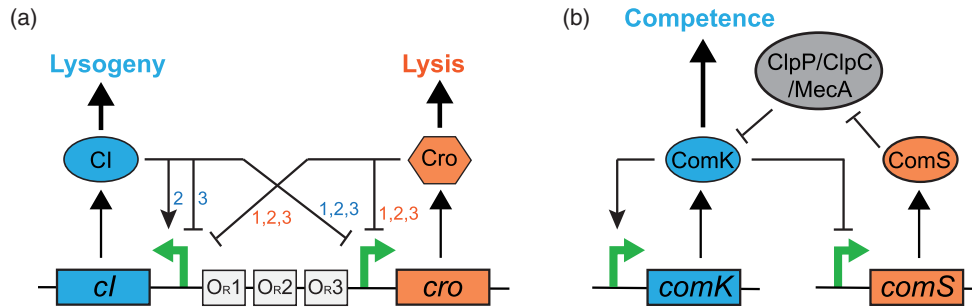 (a)
Lysogeny
Lysis
CI
Cro
2
3
1,2,3
1,2,3
1,2,3
OR1
OR2
OR3
cI
cro
(b)
Competence
ClpP/ClpC
/MecA
ComK
ComS
comK
comS